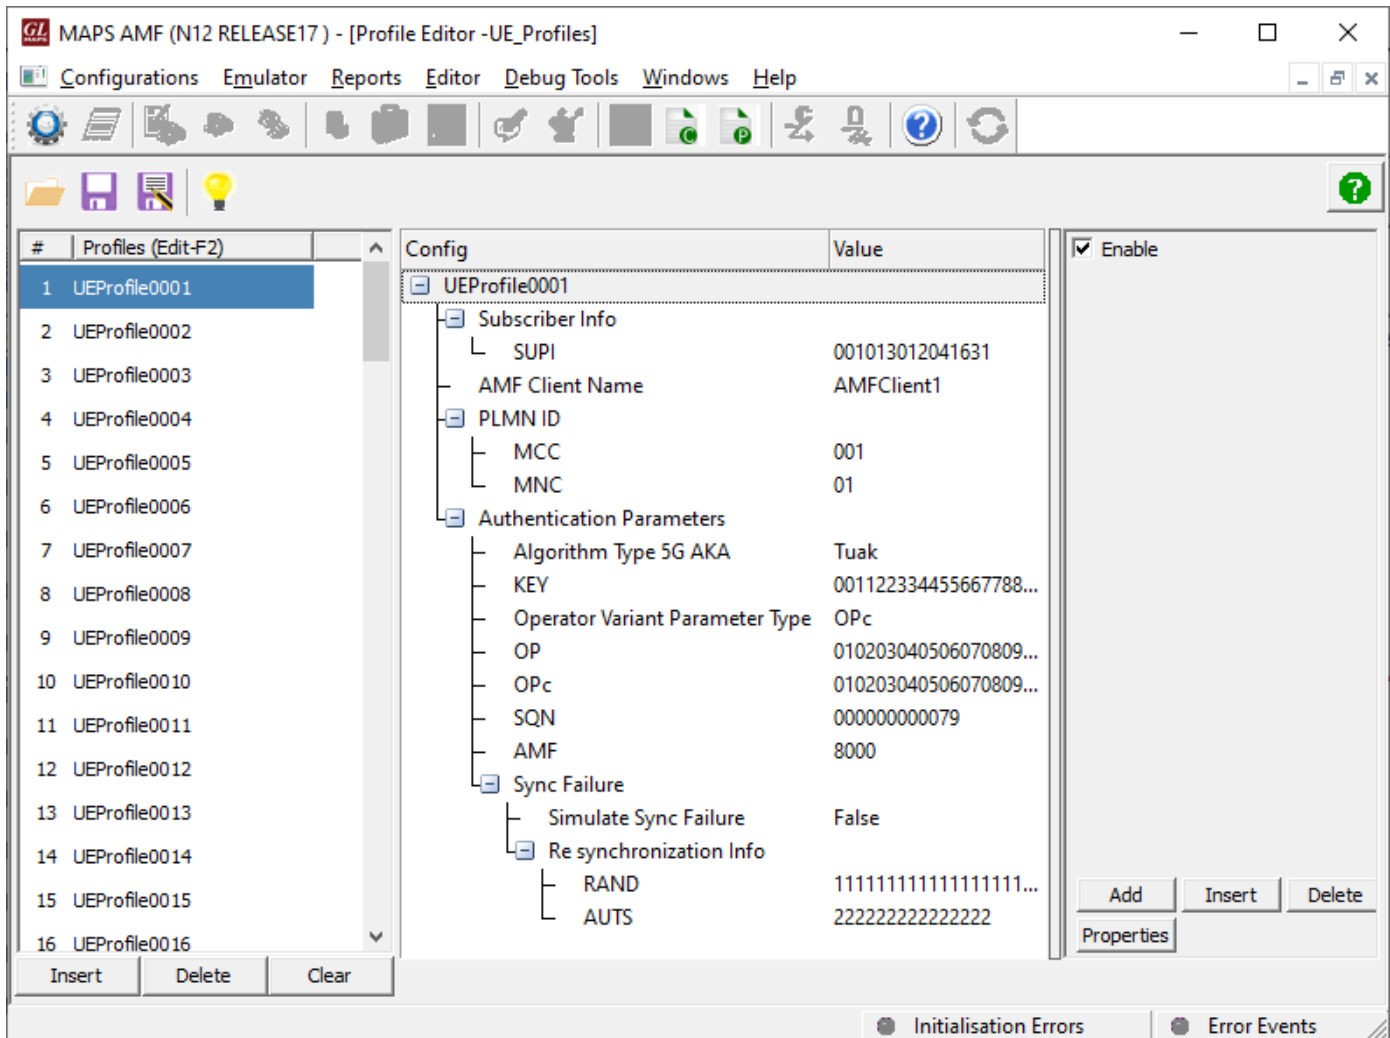 GL MAPS MAPS AMF (N12 RELEASE17 ) - [Profile Editor -UE_Profiles]
Configurations Emulator Reports Editor Debug Tools Windows Help
C P ?
?
# Profiles (Edit-F2)
1 UEProfile0001
2 UEProfile0002
3 UEProfile0003
4 UEProfile0004
5 UEProfile0005
6 UEProfile0006
7 UEProfile0007
8 UEProfile0008
9 UEProfile0009
10 UEProfile0010
11 UEProfile0011
12 UEProfile0012
13 UEProfile0013
14 UEProfile0014
15 UEProfile0015
16 UEProfile0016
Insert Delete Clear
Config Value
UEProfile0001
Subscriber Info
SUPI 001013012041631
AMF Client Name AMFClient1
PLMN ID
MCC 001
MNC 01
Authentication Parameters
Algorithm Type 5G AKA Tuak
KEY 001122334455667788...
Operator Variant Parameter Type OPc
OP 010203040506070809...
OPc 010203040506070809...
SQN 000000000079
AMF 8000
Sync Failure
Simulate Sync Failure False
Re synchronization Info
RAND 111111111111111111...
AUTS 222222222222222
Enable
Add Insert Delete
Properties
Initialisation Errors Error Events